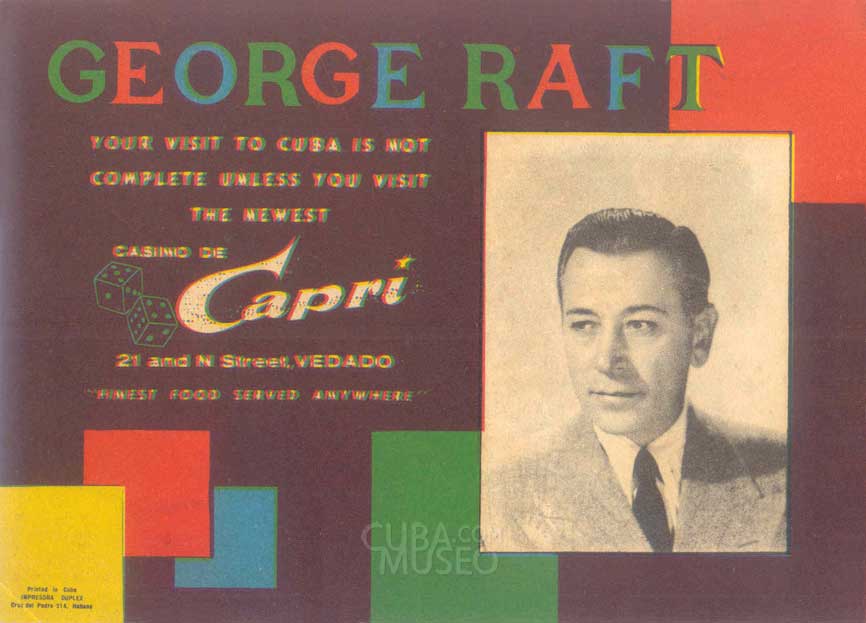 GEORGE RAFT
YOUR VISIT TO CUBA IS NOT
COMPLETE UNLESS YOU VISIT
THE NEWEST
CASINO DE
Capri
21 and N Street, VEDADO
"FINEST FOOD SERVED ANYWHERE"
CUBA.COM
MUSEO
Printed in Cuba
IMPRESORA DUPLEX
Cruz del Padre 314, Habana